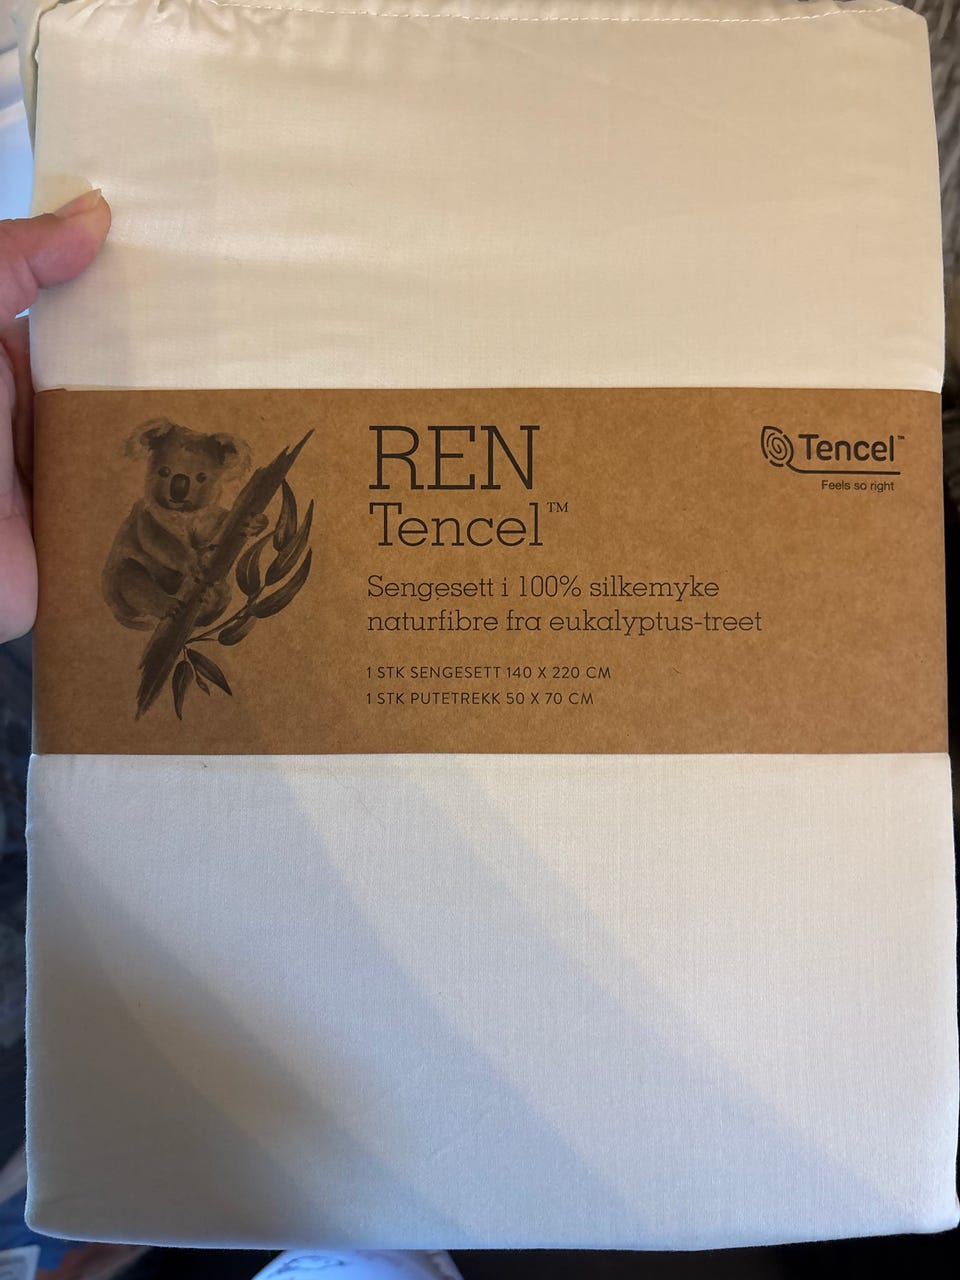 REN
Tencel™
Sengesett i 100% silkemyke
naturfibre fra eukalyptus-treet
1 STK SENGESETT 140 X 220 CM
1 STK PUTETREKK 50 X 70 CM
Tencel™
Feels so right